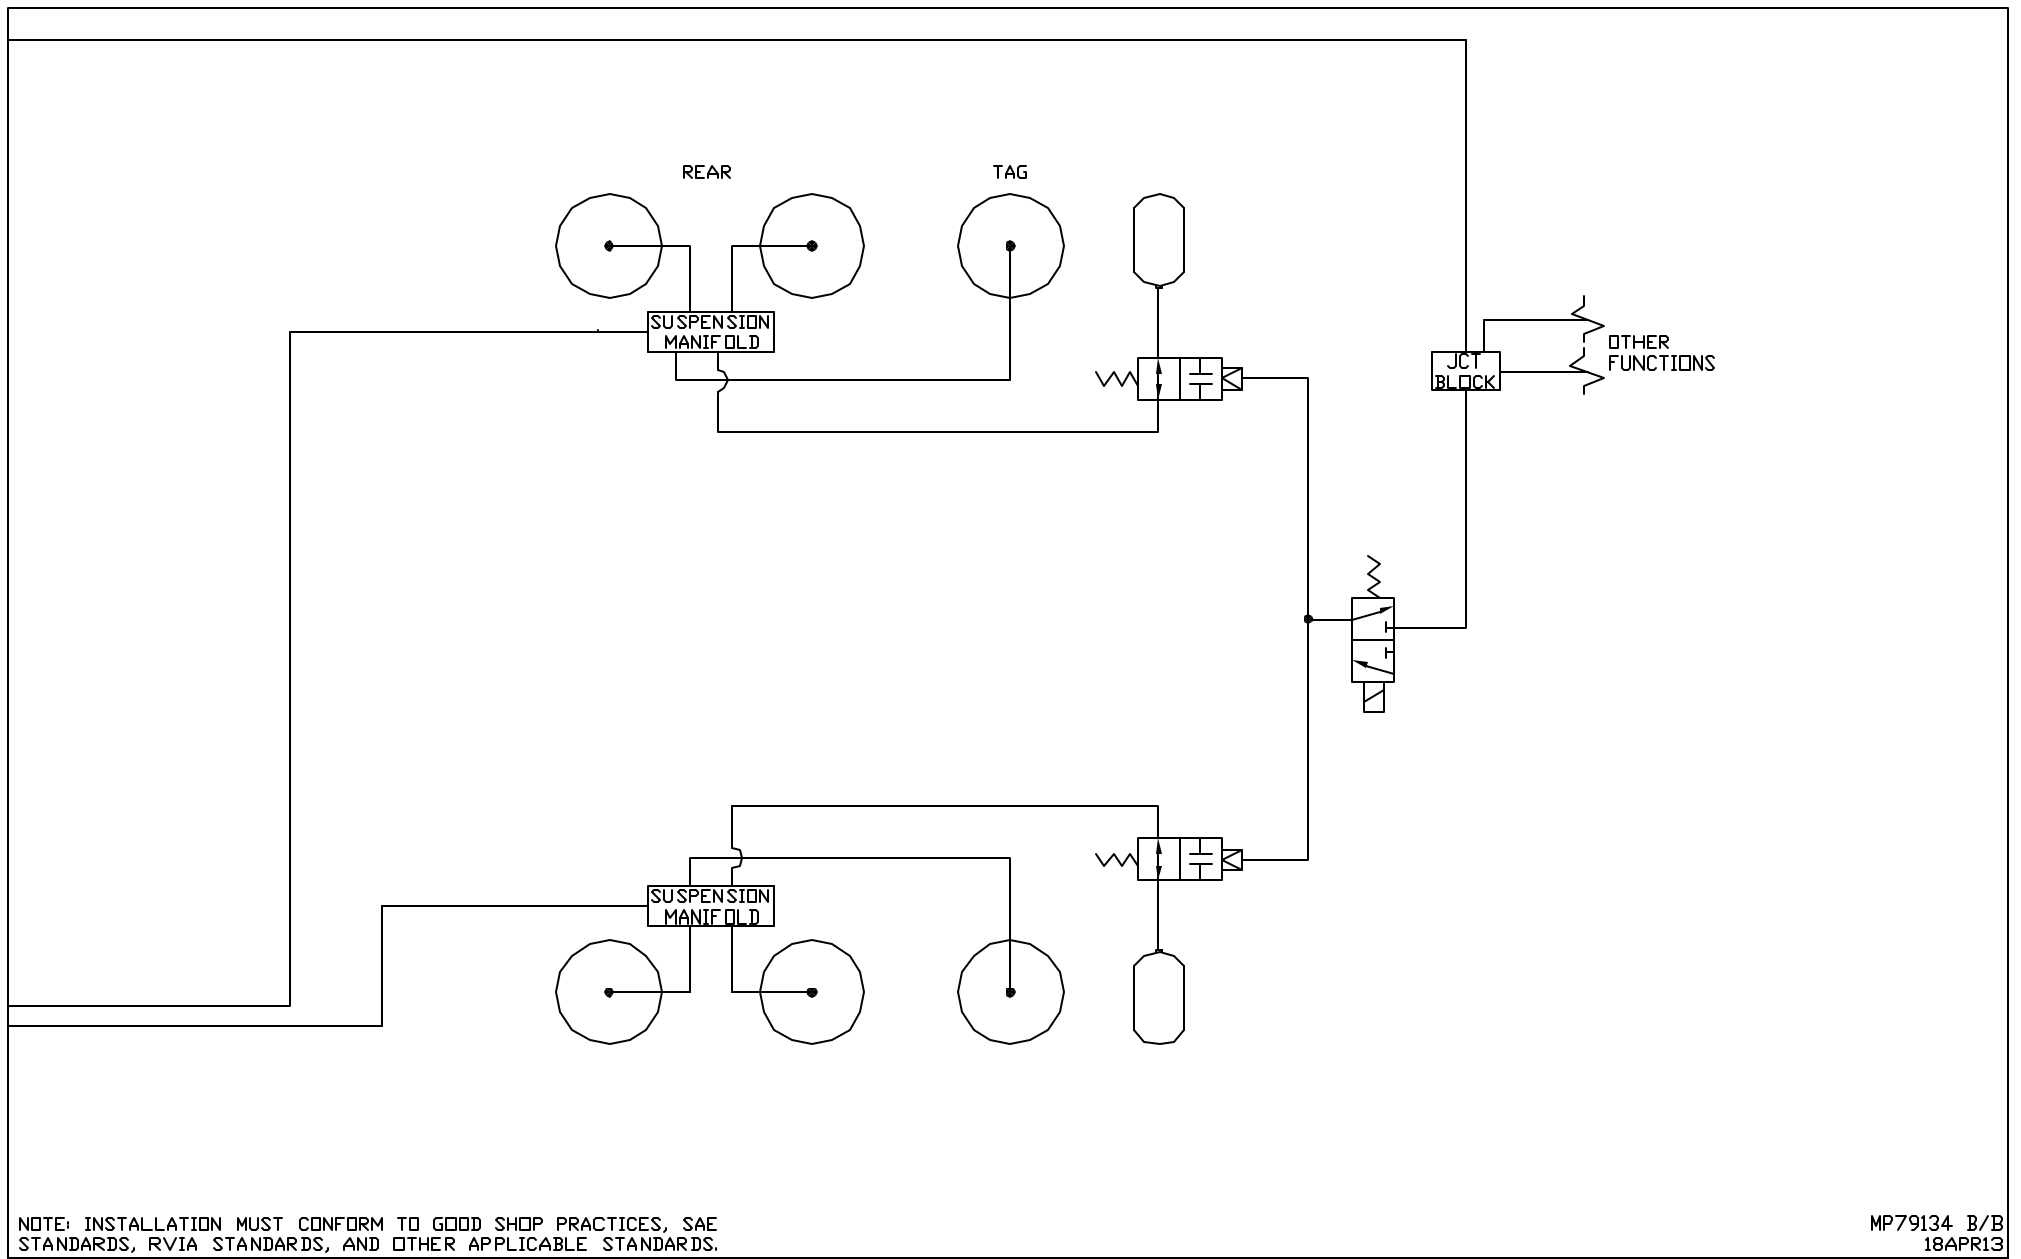 REAR
TAG
SUSPENSION
MANIFOLD
OTHER
FUNCTIONS
JCT
BLOCK
SUSPENSION
MANIFOLD
NOTE: INSTALLATION MUST CONFORM TO GOOD SHOP PRACTICES, SAE
STANDARDS, RVIA STANDARDS, AND OTHER APPLICABLE STANDARDS.
MP79134 B/B
18APR13